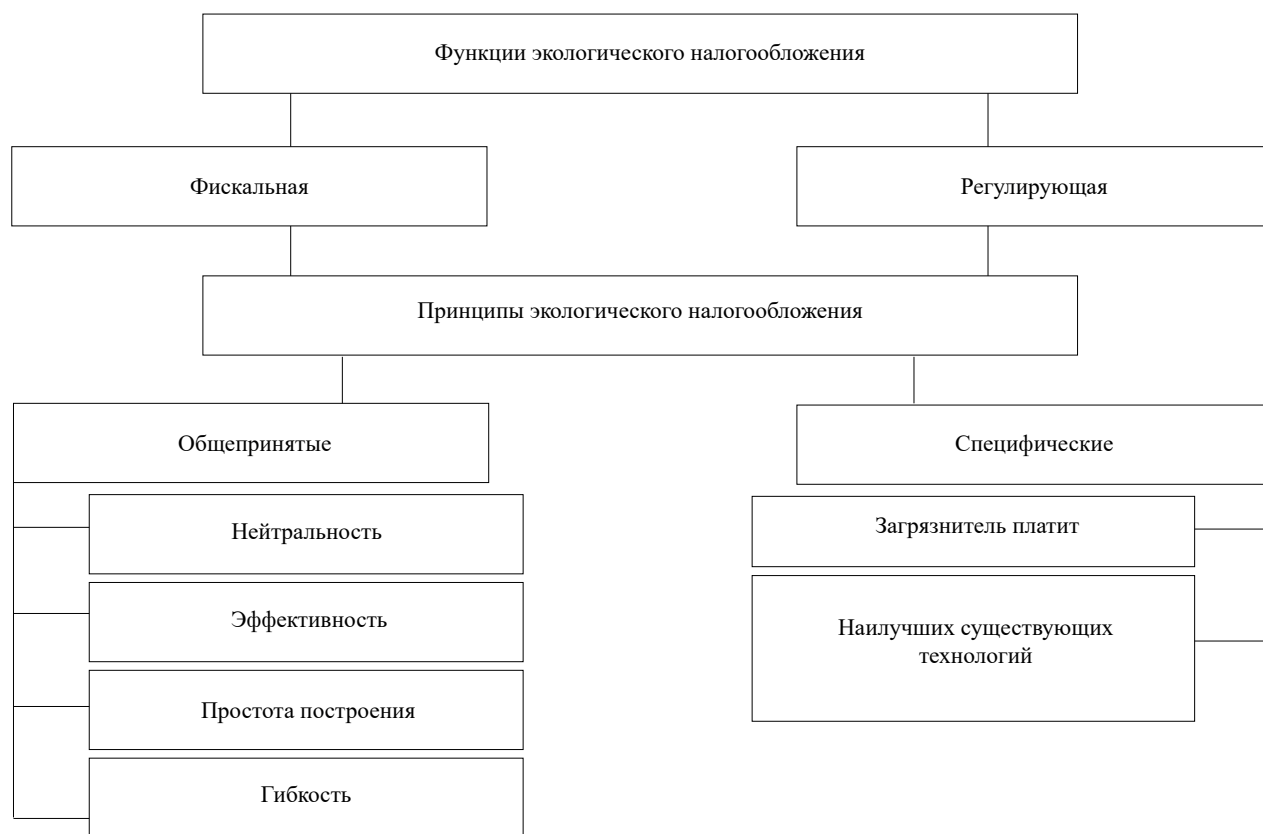 Функции экологического налогообложения
Фискальная
Регулирующая
Принципы экологического налогообложения
Общепринятые
Специфические
Нейтральность
Загрязнитель платит
Эффективность
Наилучших существующих
технологий
Простота построения
Гибкость